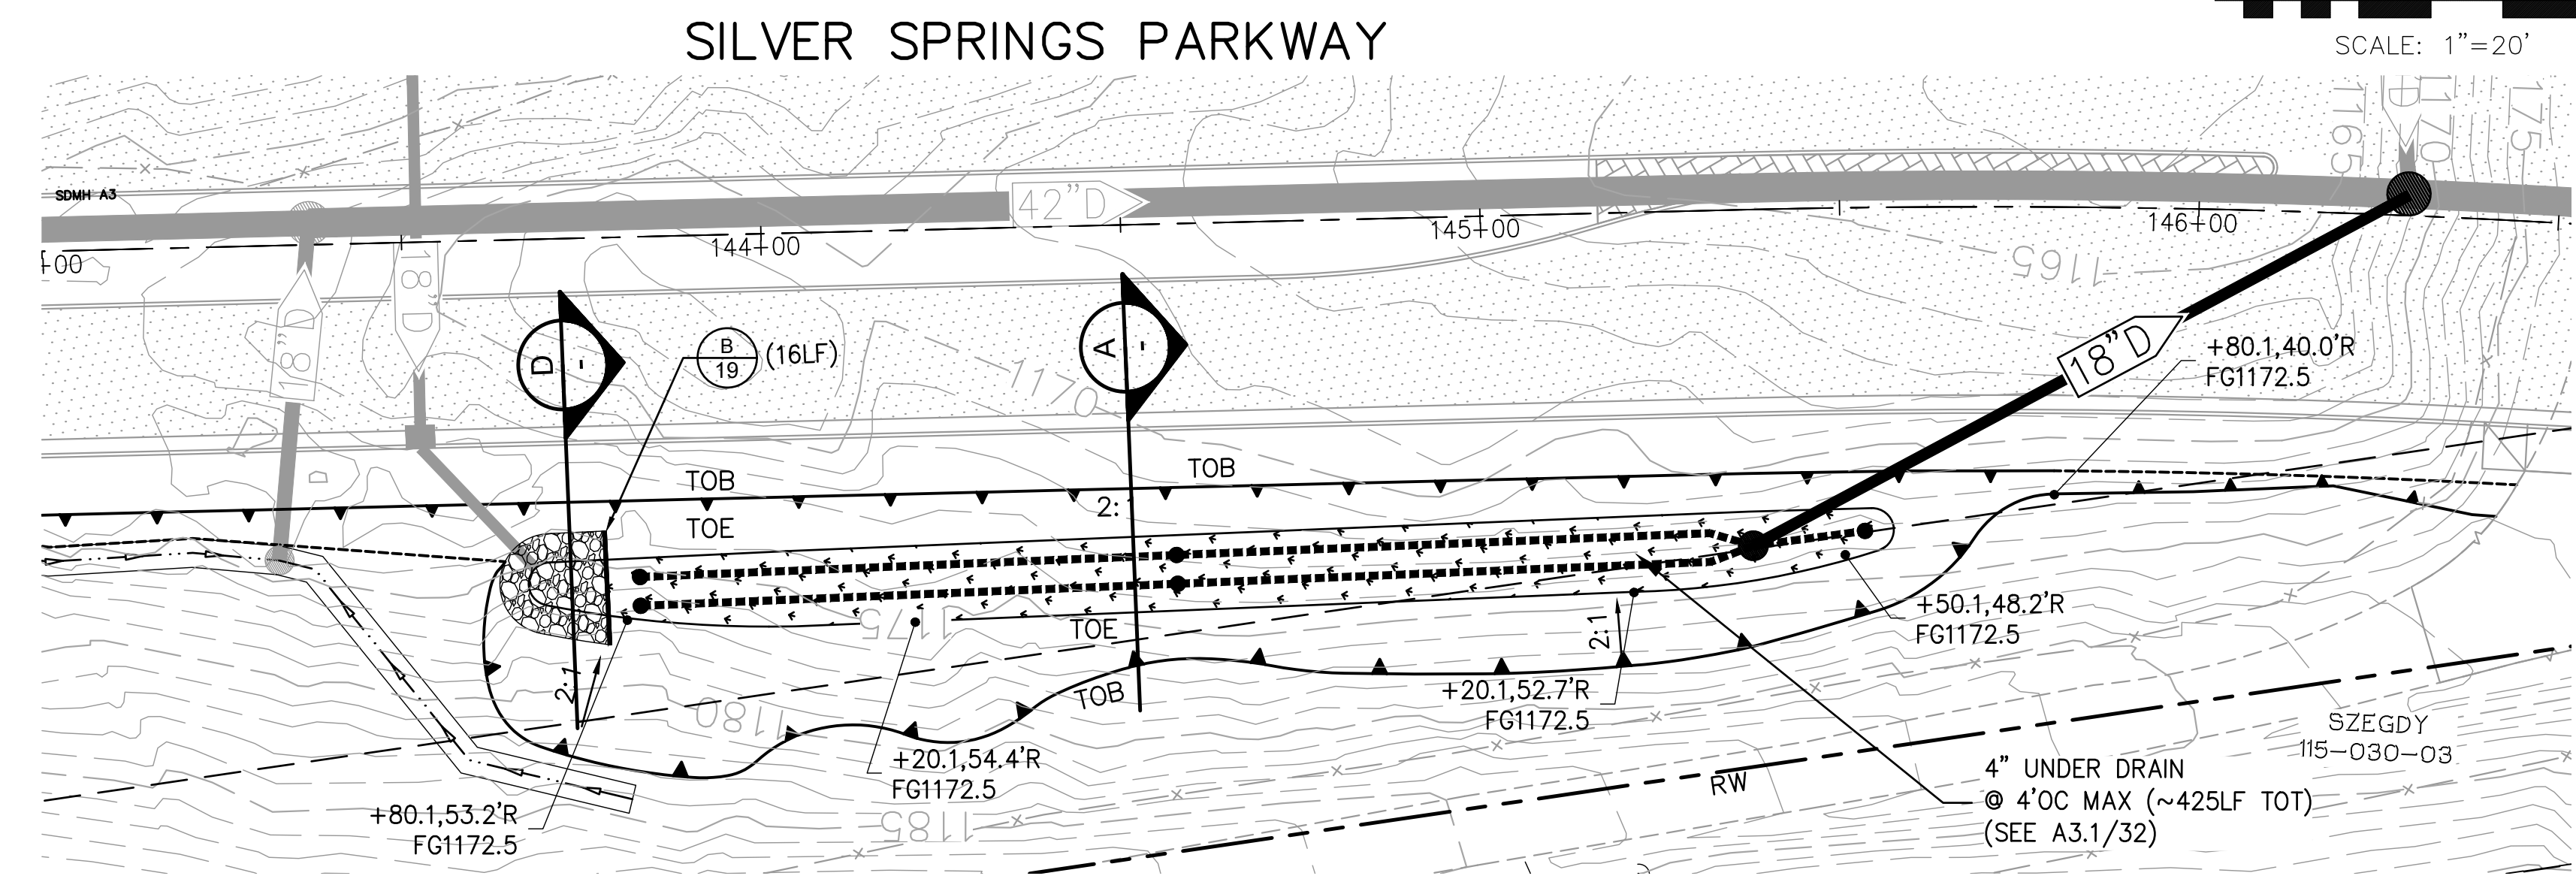 SILVER SPRINGS PARKWAY
SCALE: 1"=20'
SDMH A3
42"D
+00
144+00
145+00
146+00
1165
1170
175
1165
18"D
18"D
D
-
B
19
(16LF)
A
-
1170
18"D
+80.1,40.0'R
FG1172.5
TOB
TOB
TOE
2:
1175
TOE
2:1
+50.1,48.2'R
FG1172.5
2:1
TOB
+20.1,52.7'R
FG1172.5
1180
+20.1,54.4'R
FG1172.5
SZEGDY
115-030-03
RW
4" UNDER DRAIN
@ 4'OC MAX (~425LF TOT)
(SEE A3.1/32)
+80.1,53.2'R
FG1172.5
1185